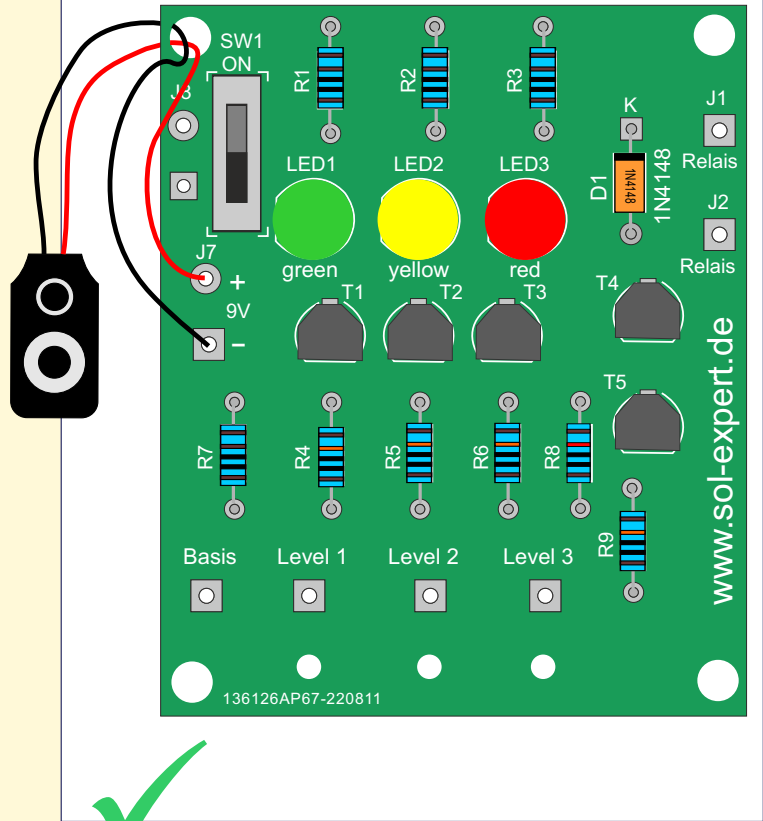 SW1
ON
R1
R2
R3
J3
K
J1
Relais
LED1
LED2
LED3
D1
1N4148
1N4148
J2
Relais
green
yellow
red
J7
+
9V
–
T1
T2
T3
T4
T5
R7
R4
R5
R6
R8
R9
www.sol-expert.de
Basis
Level 1
Level 2
Level 3
136126AP67-220811